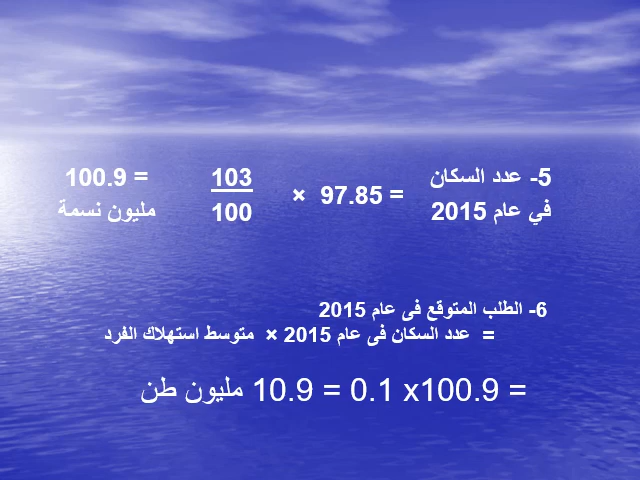 5- عدد السكان في عام 2015 = 97.85 × 103/100 = 100.9 مليون نسمة
6- الطلب المتوقع فى عام 2015
= عدد السكان فى عام 2015 × متوسط استهلاك الفرد
= 100.9x 0.1 = 10.9 مليون طن